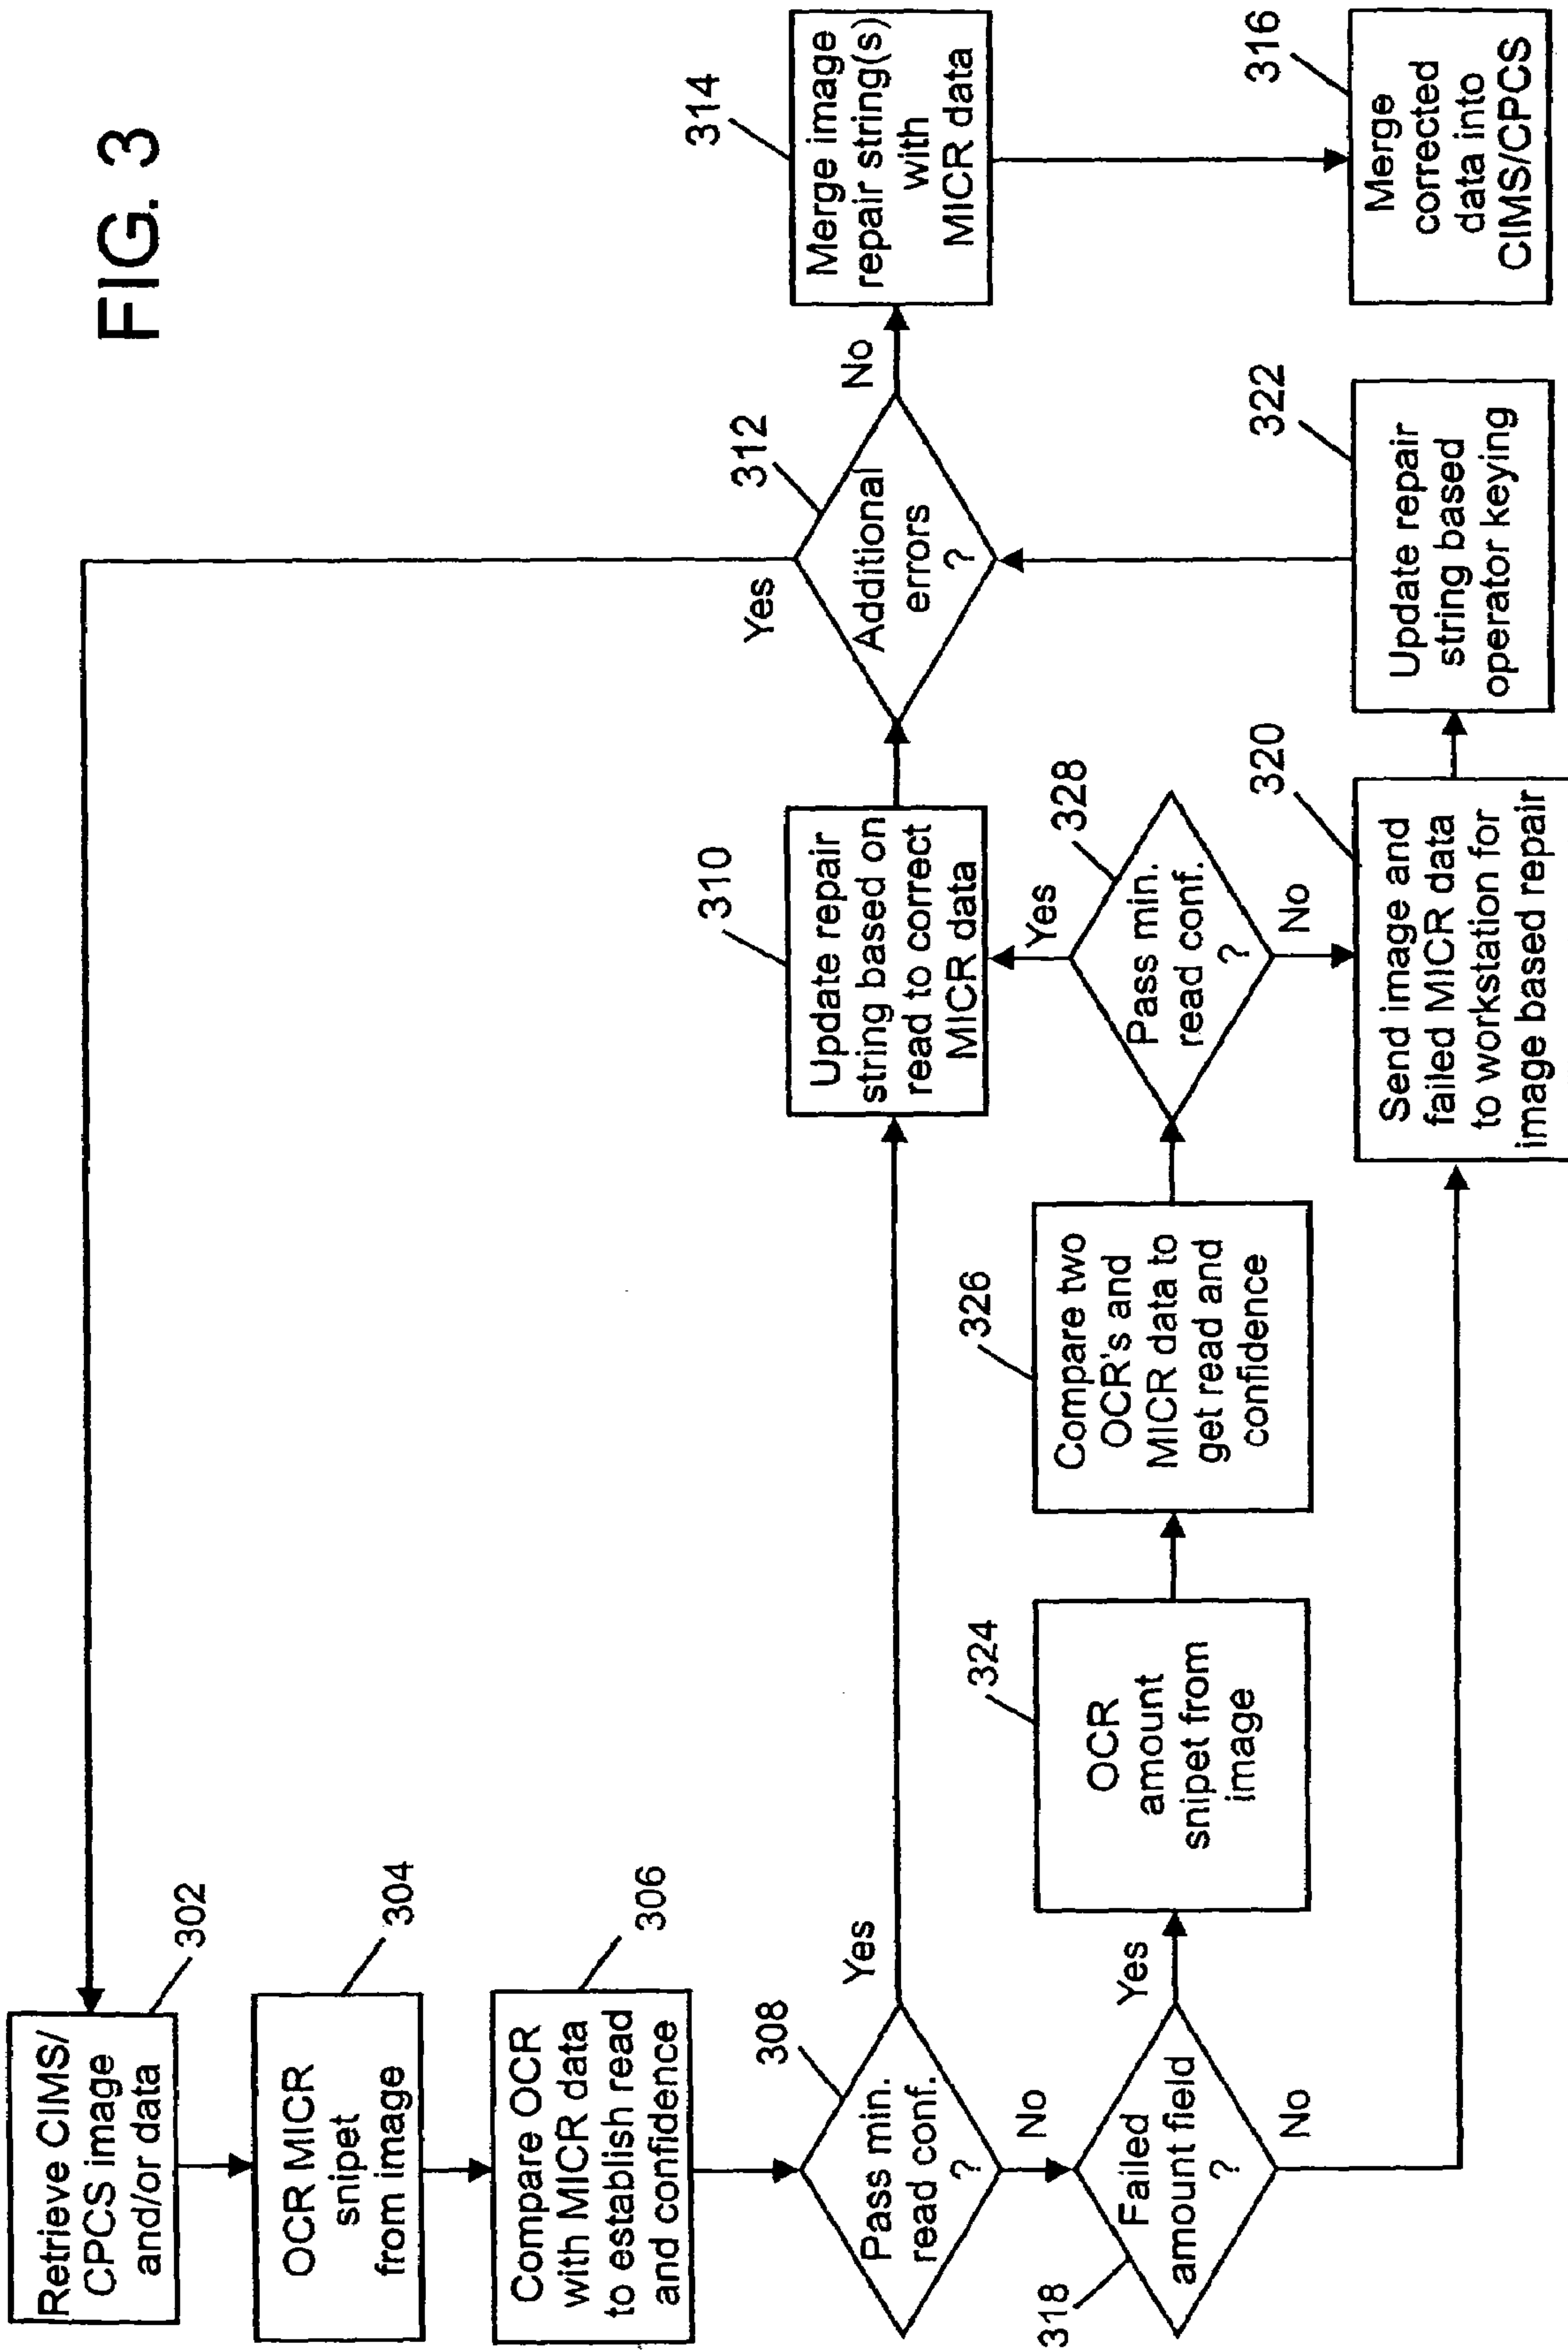 FIG. 3
302
Retrieve CIMS/
CPCS image
and/or data
304
OCR MICR
snippet
from image
306
Compare OCR
with MICR data
to establish read
and confidence
308
Pass min.
read conf.
?
Yes
No
310
Update repair
string based on
read to correct
MICR data
312
Additional
errors
?
Yes
No
314
Merge image
repair string(s)
with
MICR data
316
Merge
corrected
data into
CIMS/CPCS
318
Failed
amount field
?
Yes
No
324
OCR
amount
snipet from
image
326
Compare two
OCR's and
MICR data to
get read and
confidence
328
Pass min.
read conf.
?
Yes
No
320
Send image and
failed MICR data
to workstation for
image based repair
322
Update repair
string based
operator keying